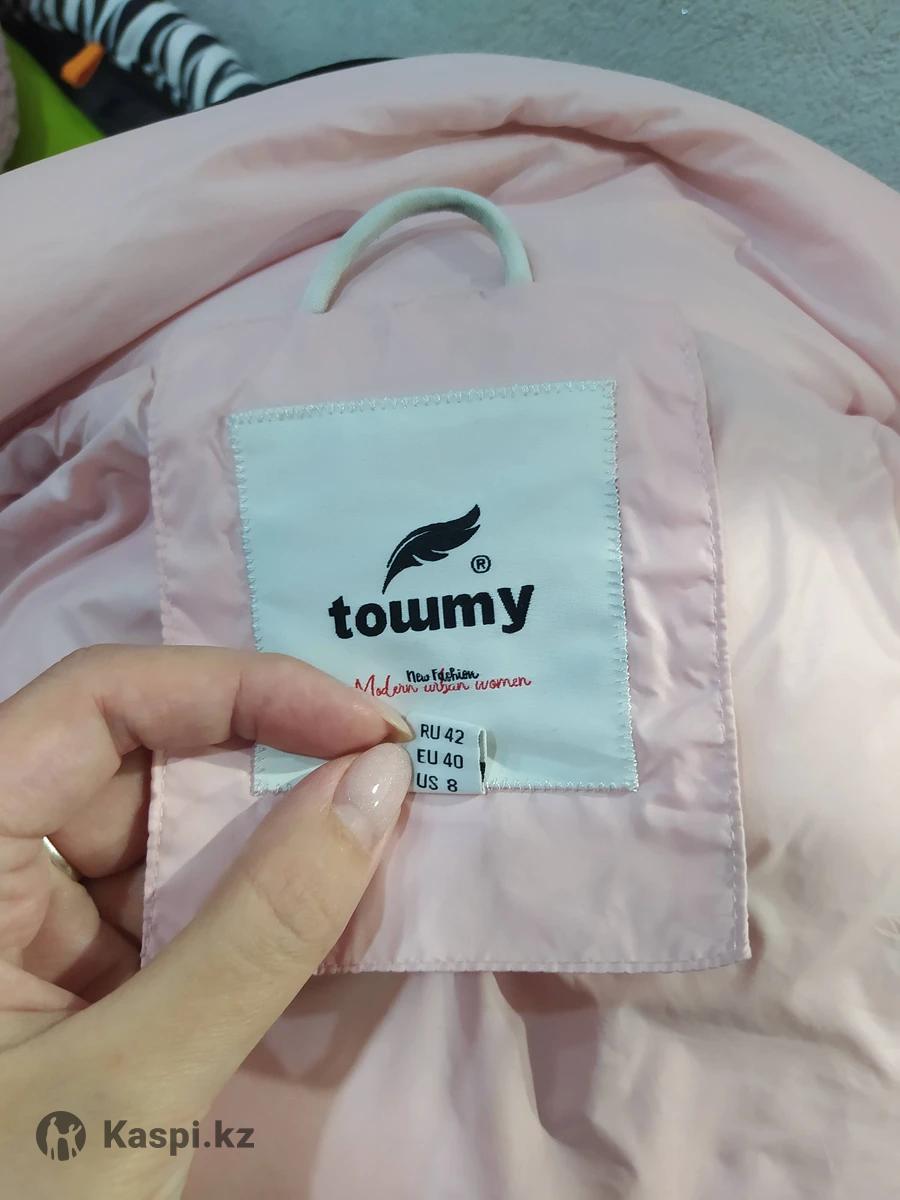 ®
towmy
New Fashion
Modern urban women
RU 42
EU 40
US 8
Kaspi.kz